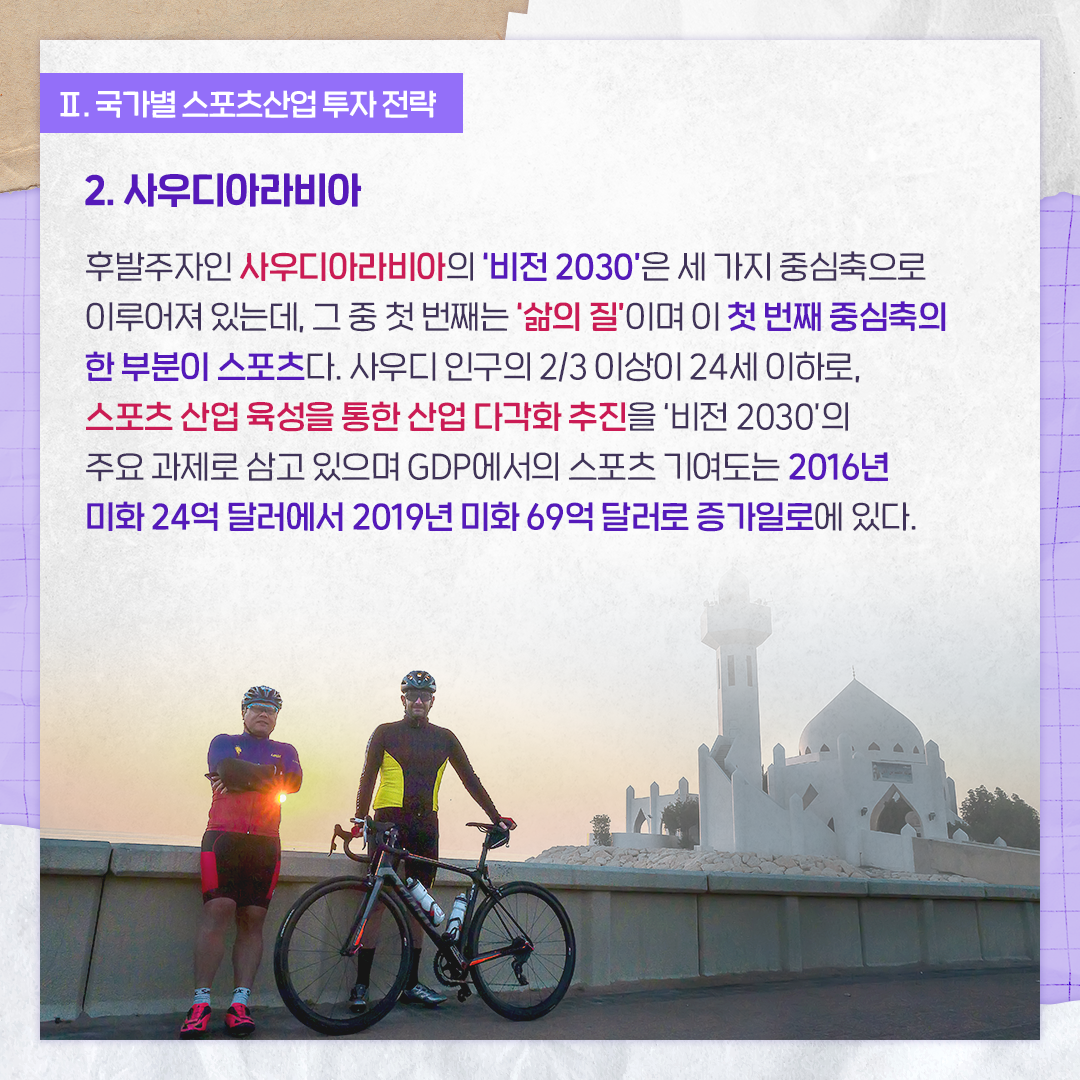 Ⅱ. 국가별 스포츠산업 투자 전략
2. 사우디아라비아
후발주자인 사우디아라비아의 '비전 2030'은 세 가지 중심축으로
이루어져 있는데, 그 중 첫 번째는 '삶의 질'이며 이 첫 번째 중심축의
한 부분이 스포츠다. 사우디 인구의 2/3 이상이 24세 이하로,
스포츠 산업 육성을 통한 산업 다각화 추진을 '비전 2030'의
주요 과제로 삼고 있으며 GDP에서의 스포츠 기여도는 2016년
미화 24억 달러에서 2019년 미화 69억 달러로 증가일로에 있다.